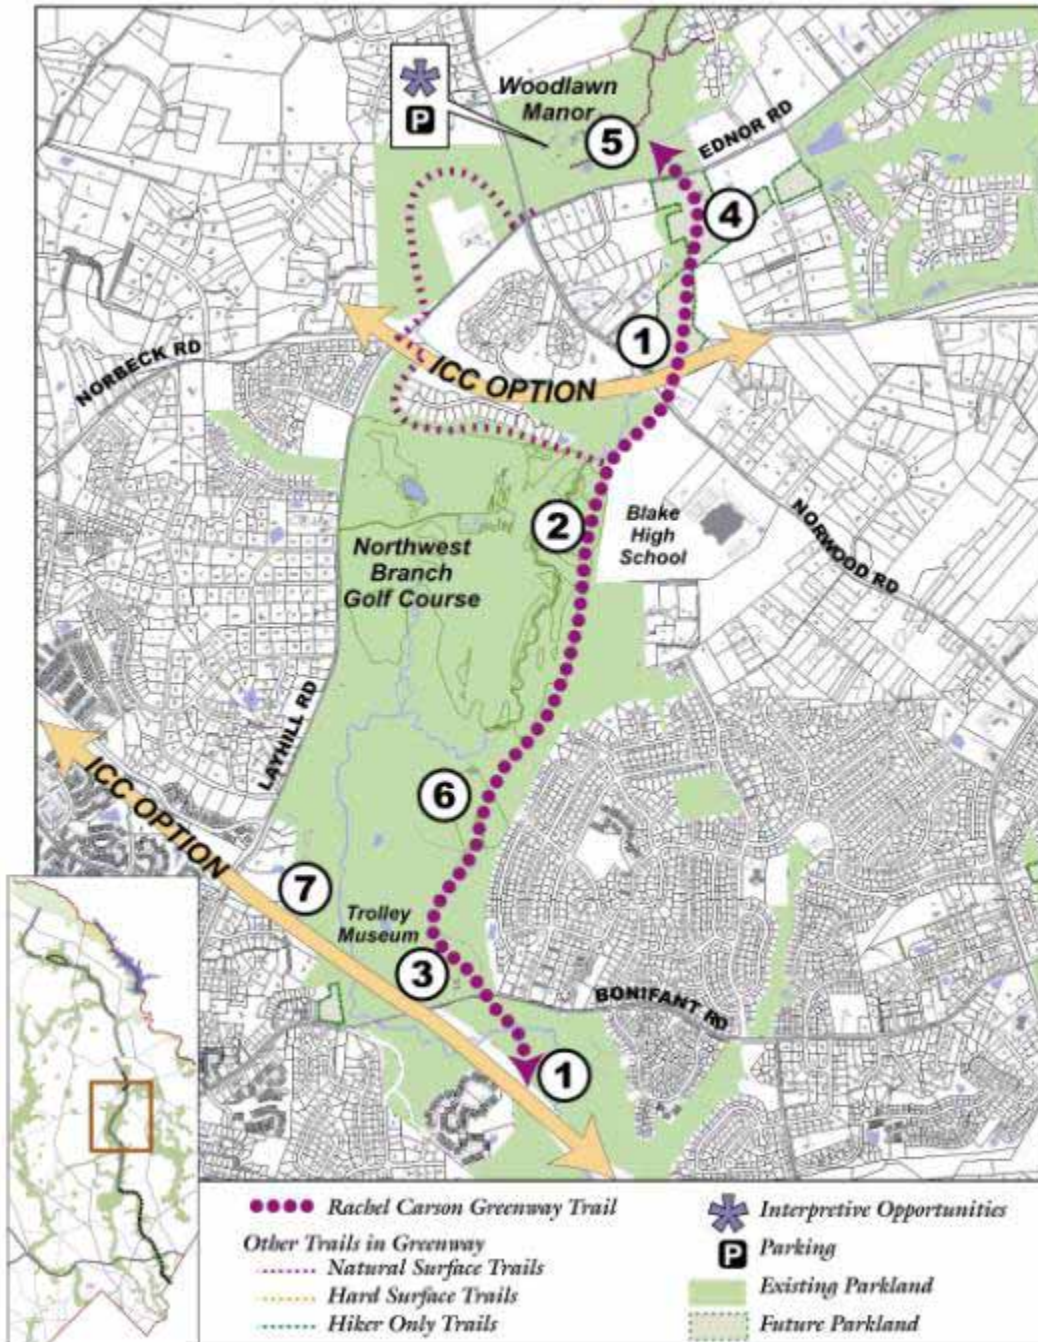 Woodlawn
Manor
P
5
EDNOR RD
4
1
NORBECK RD
ICC OPTION
2
Blake
High
School
NORWOOD RD
Northwest
Branch
Golf Course
LAYHILL RD
ICC OPTION
6
7
Trolley
Museum
3
BONIFANT RD
1
Rachel Carson Greenway Trail
Other Trails in Greenway
Natural Surface Trails
Hard Surface Trails
Hiker Only Trails
Interpretive Opportunities
P Parking
Existing Parkland
Future Parkland